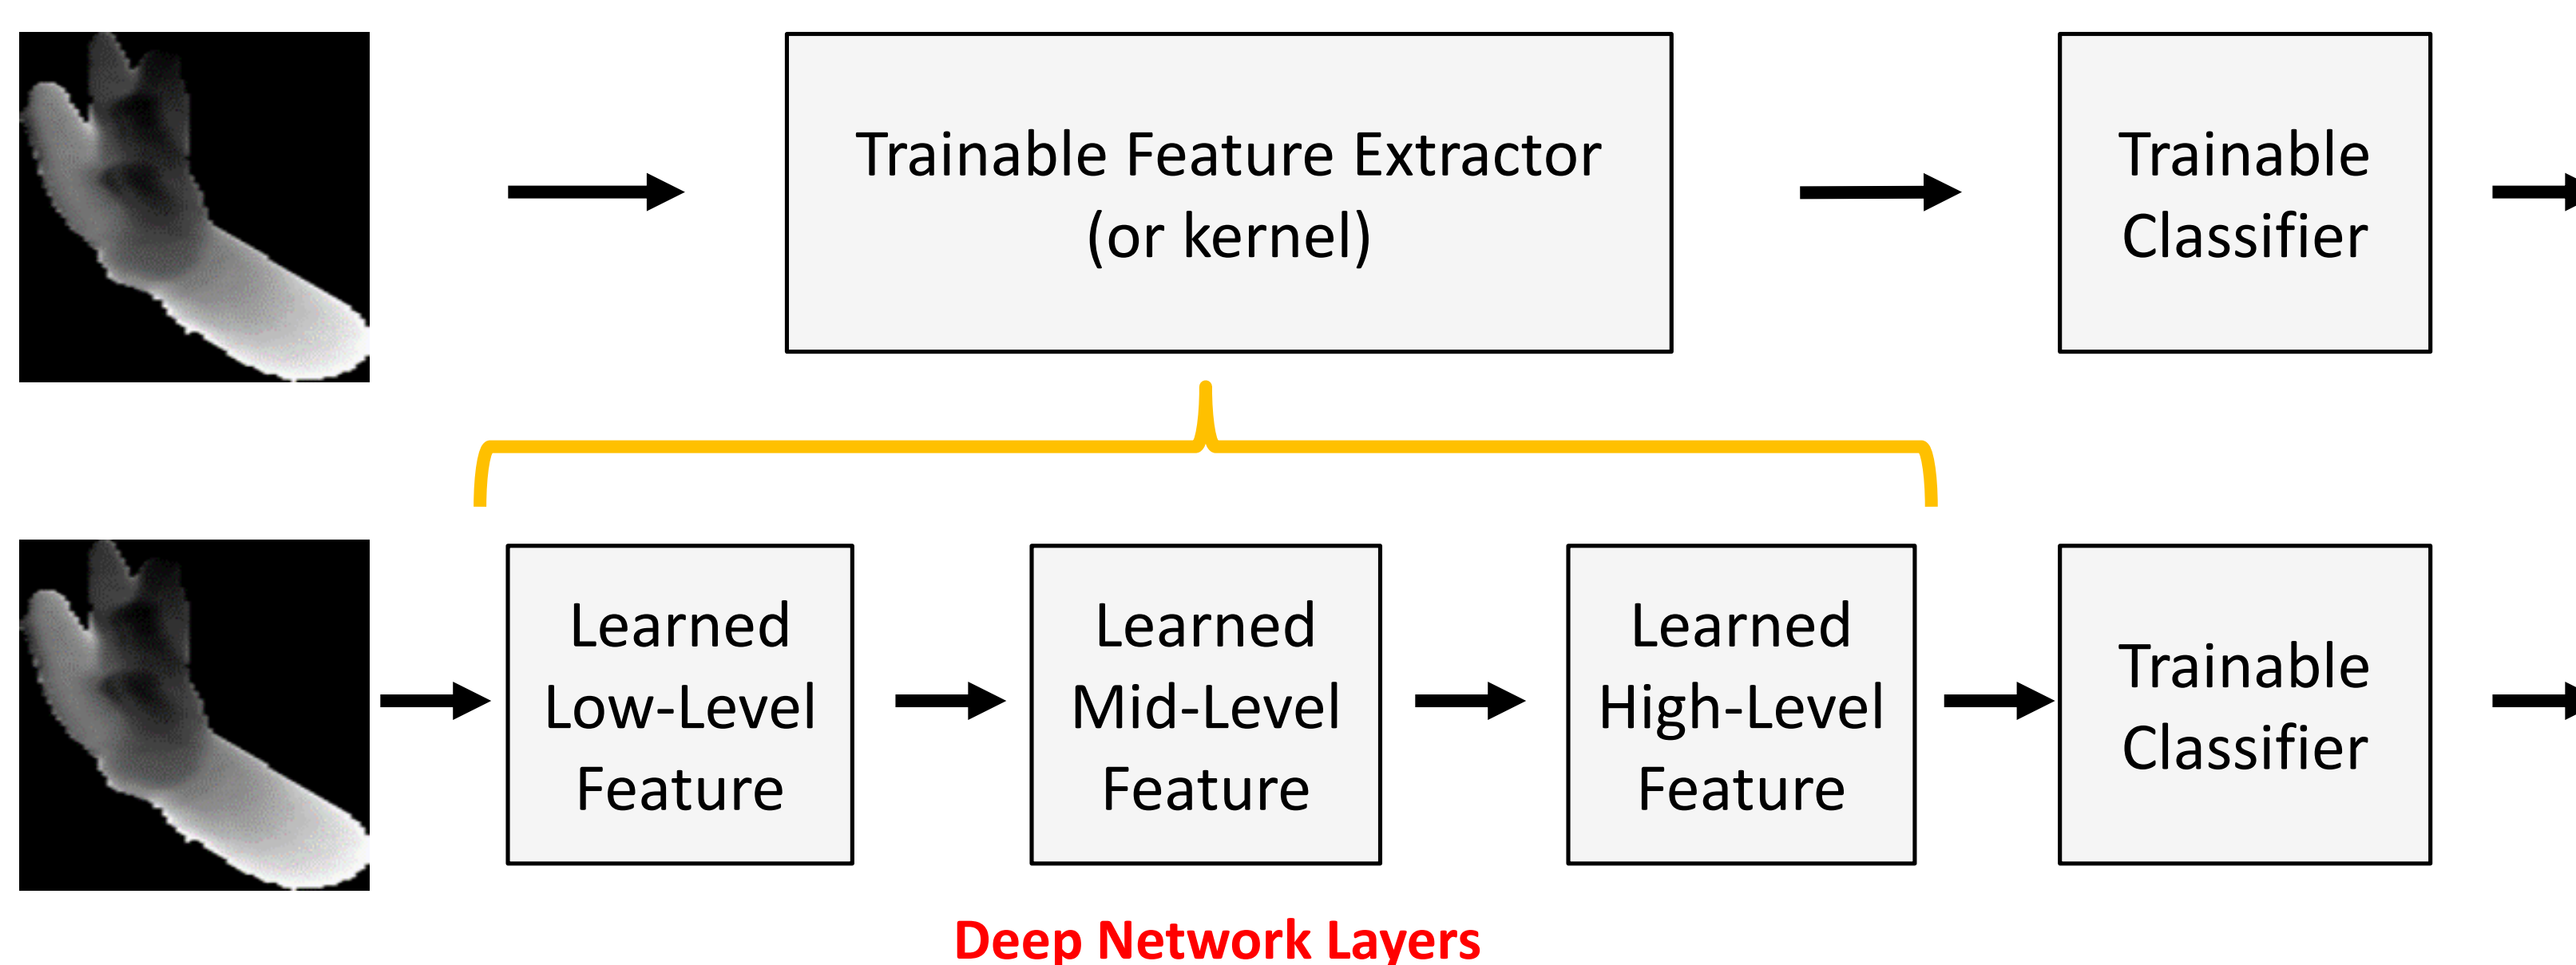 Trainable Feature Extractor
(or kernel)
Trainable
Classifier
Learned
Low-Level
Feature
Learned
Mid-Level
Feature
Learned
High-Level
Feature
Trainable
Classifier
Deep Network Layers